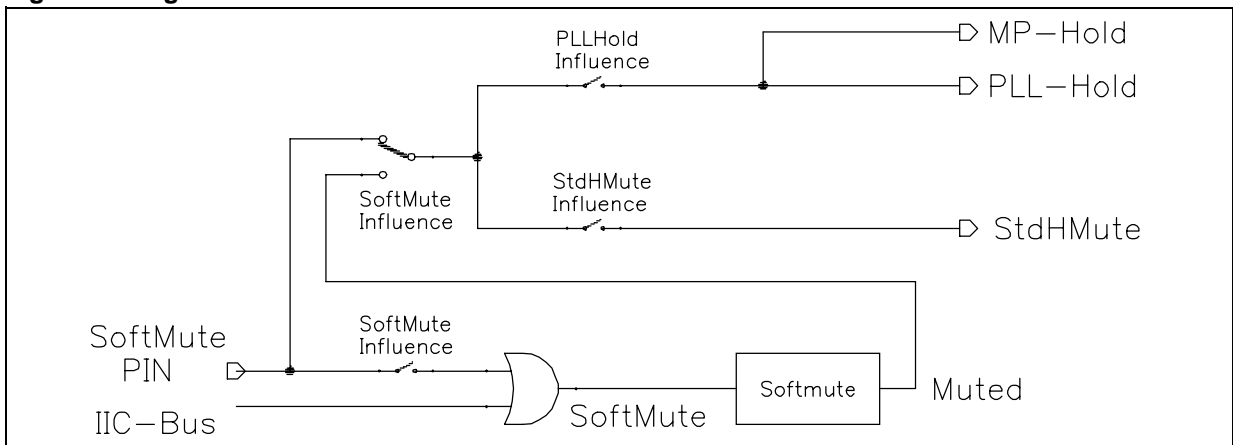 PLLHold
Influence
MP-Hold
PLL-Hold
SoftMute
Influence
StdHMute
Influence
StdHMute
SoftMute
PIN
SoftMute
Influence
IIC-Bus
SoftMute
Softmute
Muted